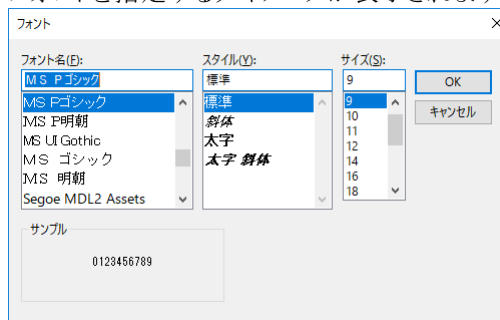 フォント
フォント名(F): スタイル(Y): サイズ(S):
MS Pゴシック 標準 9 OK
MS Pゴシック 標準 9 キャンセル
MS P明朝 斜体 10
MS UI Gothic 太字 11
MS ゴシック 太字 斜体 12
MS 明朝 14
Segoe MDL2 Assets 16
18
サンプル
0123456789